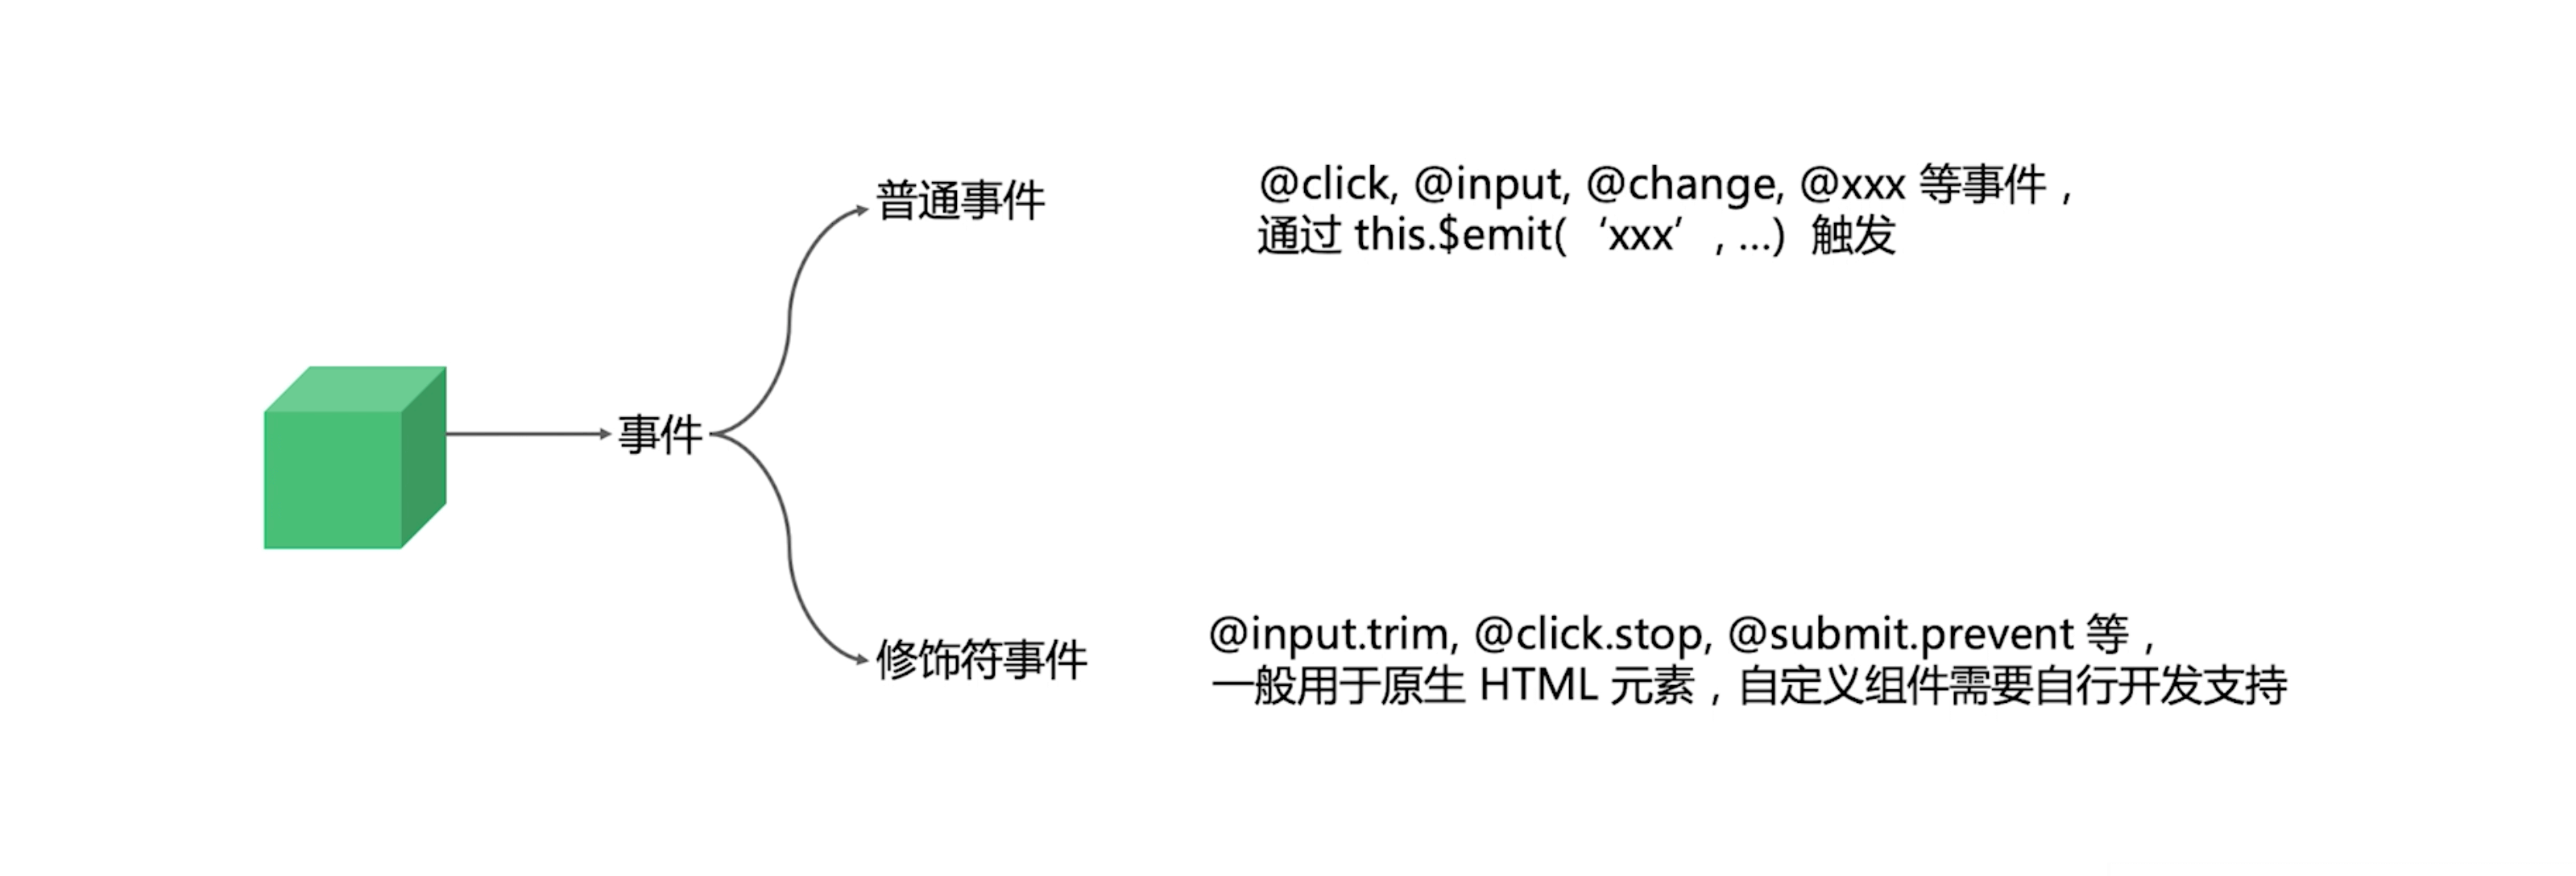 普通事件
@click, @input, @change, @xxx 等事件，
通过 this.$emit(‘xxx’, ...) 触发
事件
修饰符事件
@input.trim, @click.stop, @submit.prevent 等，
一般用于原生 HTML 元素，自定义组件需要自行开发支持